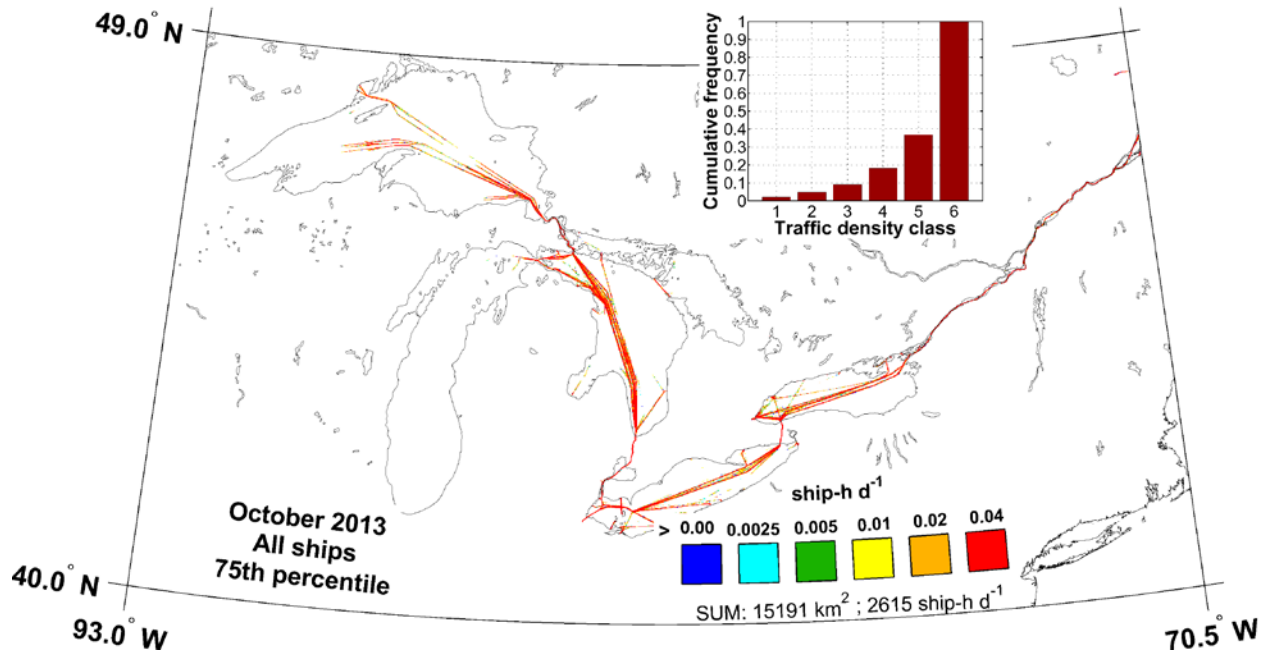 49.0° N
1
0.9
0.8
0.7
0.6
0.5
0.4
0.3
0.2
0.1
0
Cumulative frequency
1 2 3 4 5 6
Traffic density class
October 2013
All ships
75th percentile
ship-h d⁻¹
> 0.00 0.0025 0.005 0.01 0.02 0.04
SUM: 15191 km² ; 2615 ship-h d⁻¹
40.0° N
93.0° W
70.5° W